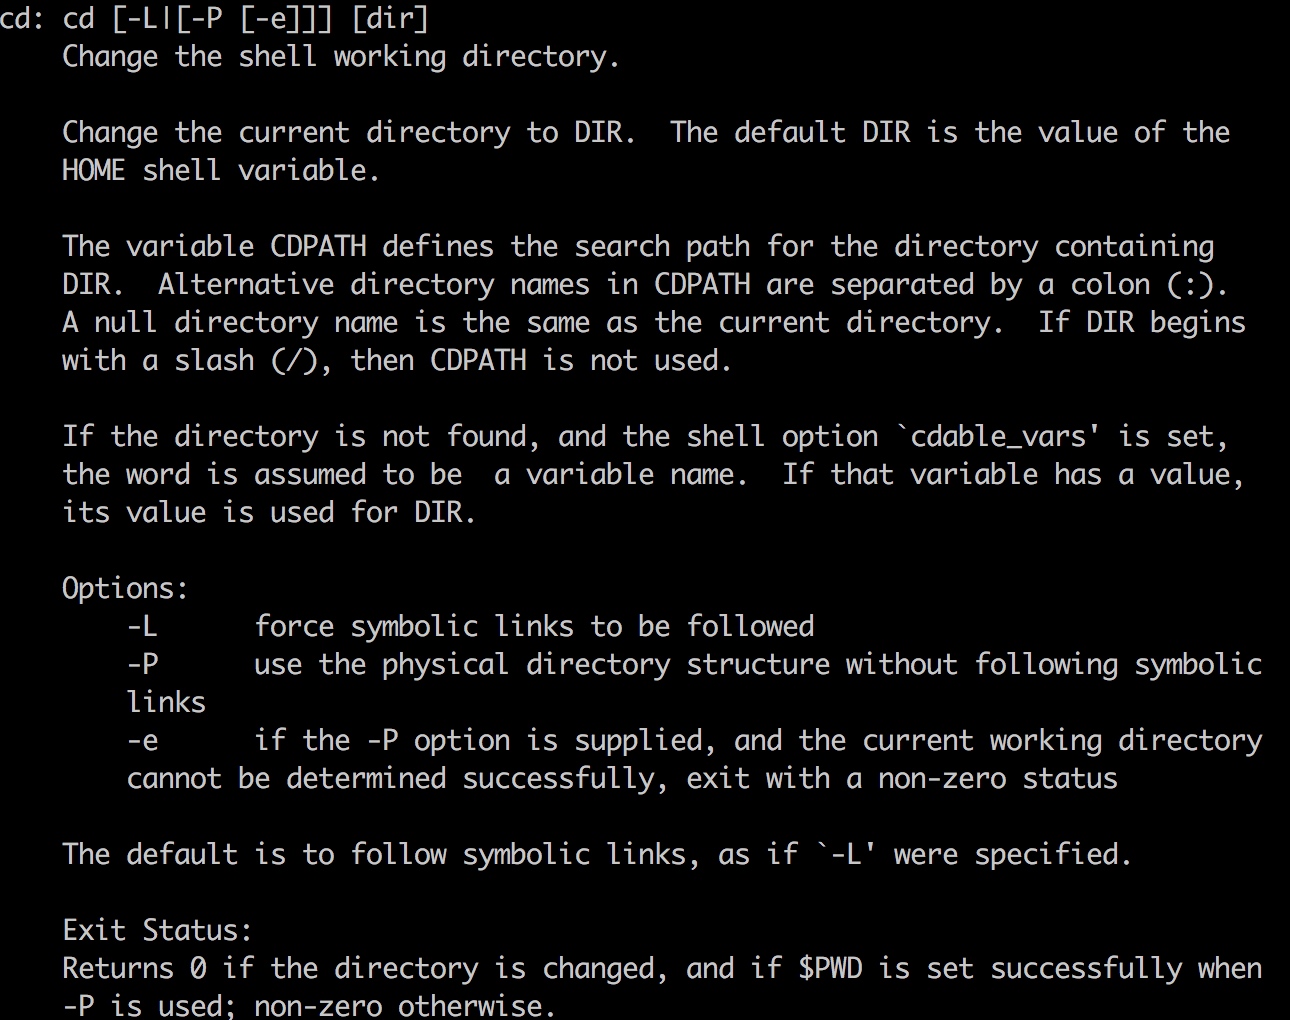 cd: cd [-L|[-P [-e]]] [dir]
Change the shell working directory.
Change the current directory to DIR.  The default DIR is the value of the
HOME shell variable.
The variable CDPATH defines the search path for the directory containing
DIR.  Alternative directory names in CDPATH are separated by a colon (:).
A null directory name is the same as the current directory.  If DIR begins
with a slash (/), then CDPATH is not used.
If the directory is not found, and the shell option `cdable_vars' is set,
the word is assumed to be  a variable name.  If that variable has a value,
its value is used for DIR.
Options:
-L      force symbolic links to be followed
-P      use the physical directory structure without following symbolic
links
-e      if the -P option is supplied, and the current working directory
cannot be determined successfully, exit with a non-zero status
The default is to follow symbolic links, as if `-L' were specified.
Exit Status:
Returns 0 if the directory is changed, and if $PWD is set successfully when
-P is used; non-zero otherwise.